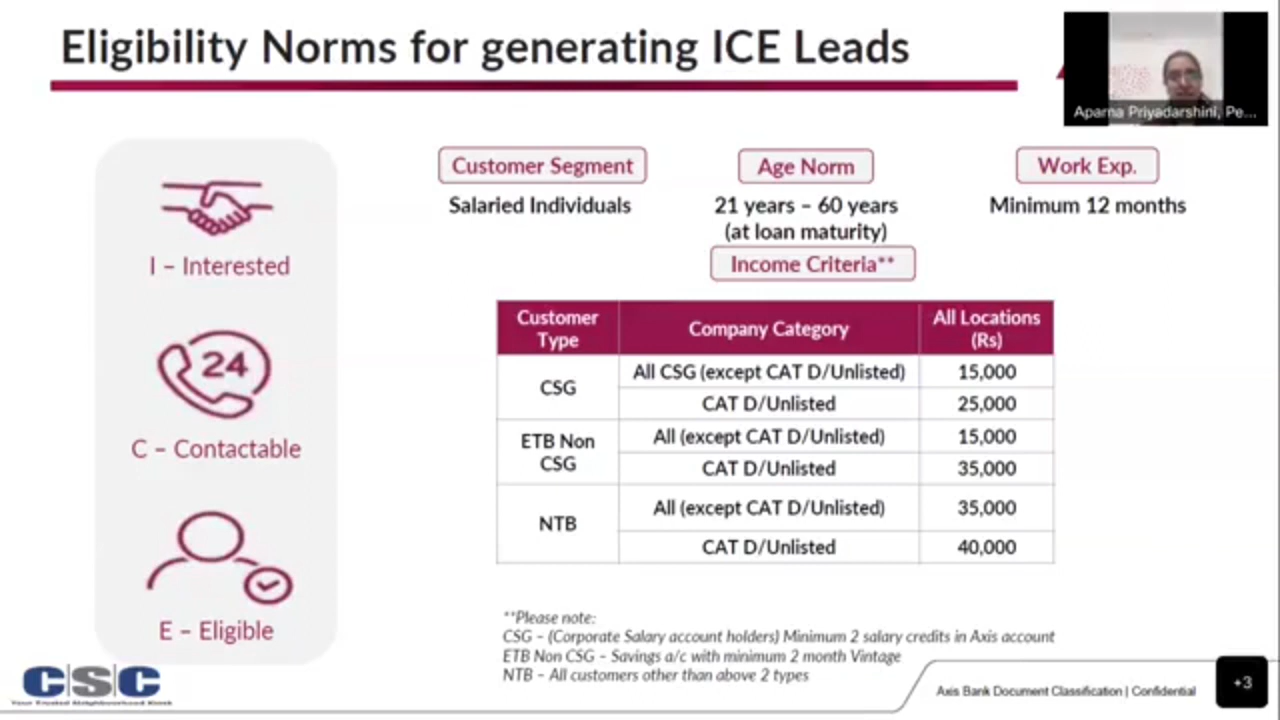 Eligibility Norms for generating ICE Leads
Aparna Priyadarshini, Pe...
I – Interested
24
C – Contactable
E – Eligible
Customer Segment
Salaried Individuals
Age Norm
21 years – 60 years
(at loan maturity)
Work Exp.
Minimum 12 months
Income Criteria**
Customer Type Company Category All Locations (Rs)
CSG All CSG (except CAT D/Unlisted) 15,000
CAT D/Unlisted 25,000
ETB Non CSG All (except CAT D/Unlisted) 15,000
CAT D/Unlisted 35,000
NTB All (except CAT D/Unlisted) 35,000
CAT D/Unlisted 40,000
**Please note:
CSG – (Corporate Salary account holders) Minimum 2 salary credits in Axis account
ETB Non CSG – Savings a/c with minimum 2 month Vintage
NTB – All customers other than above 2 types
CSC
Your Trusted Neighbourhood Kiosk
Axis Bank Document Classification | Confidential
+3